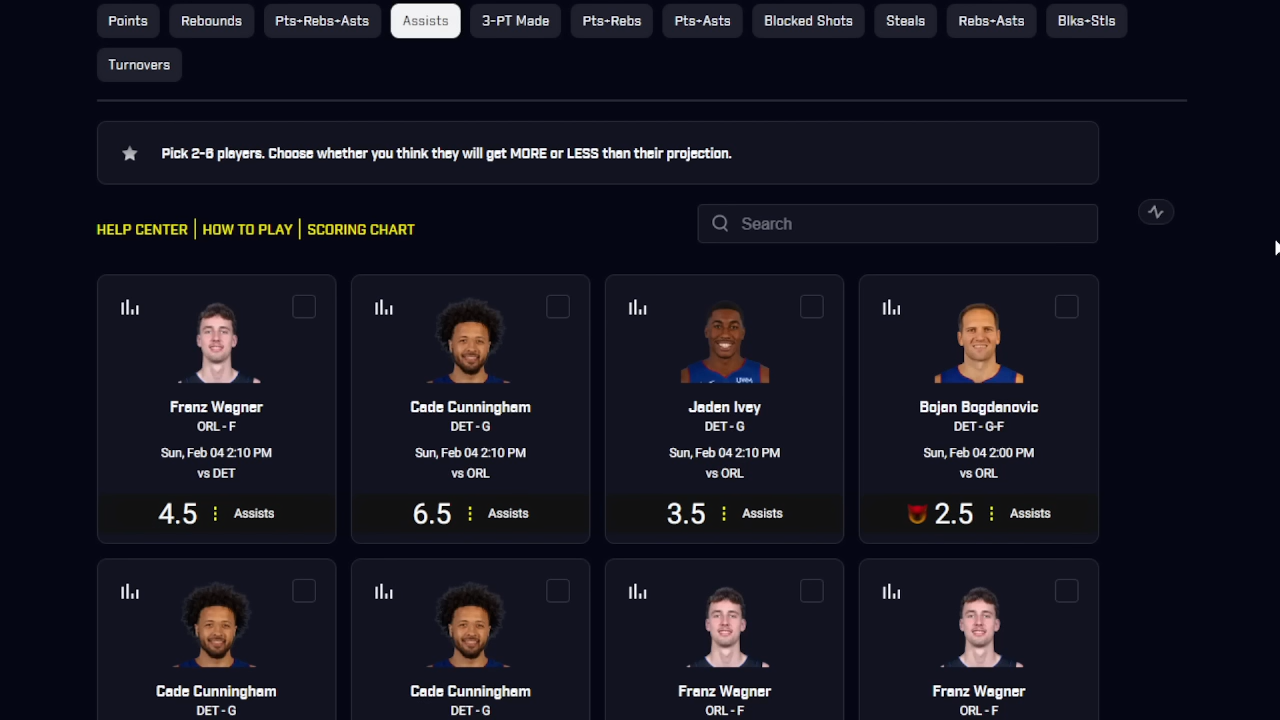 Points Rebounds Pts+Rebs+Asts Assists 3-PT Made Pts+Rebs Pts+Asts Blocked Shots Steals Rebs+Asts Blks+Stls
Turnovers
Pick 2-6 players. Choose whether you think they will get MORE or LESS than their projection.
HELP CENTER HOW TO PLAY SCORING CHART
Search
Franz Wagner
ORL - F
Sun, Feb 04 2:10 PM
vs DET
4.5 Assists
Cade Cunningham
DET - G
Sun, Feb 04 2:10 PM
vs ORL
6.5 Assists
Jaden Ivey
DET - G
Sun, Feb 04 2:10 PM
vs ORL
3.5 Assists
Bojan Bogdanovic
DET - G-F
Sun, Feb 04 2:00 PM
vs ORL
2.5 Assists
Cade Cunningham
DET - G
Cade Cunningham
DET - G
Franz Wagner
ORL - F
Franz Wagner
ORL - F